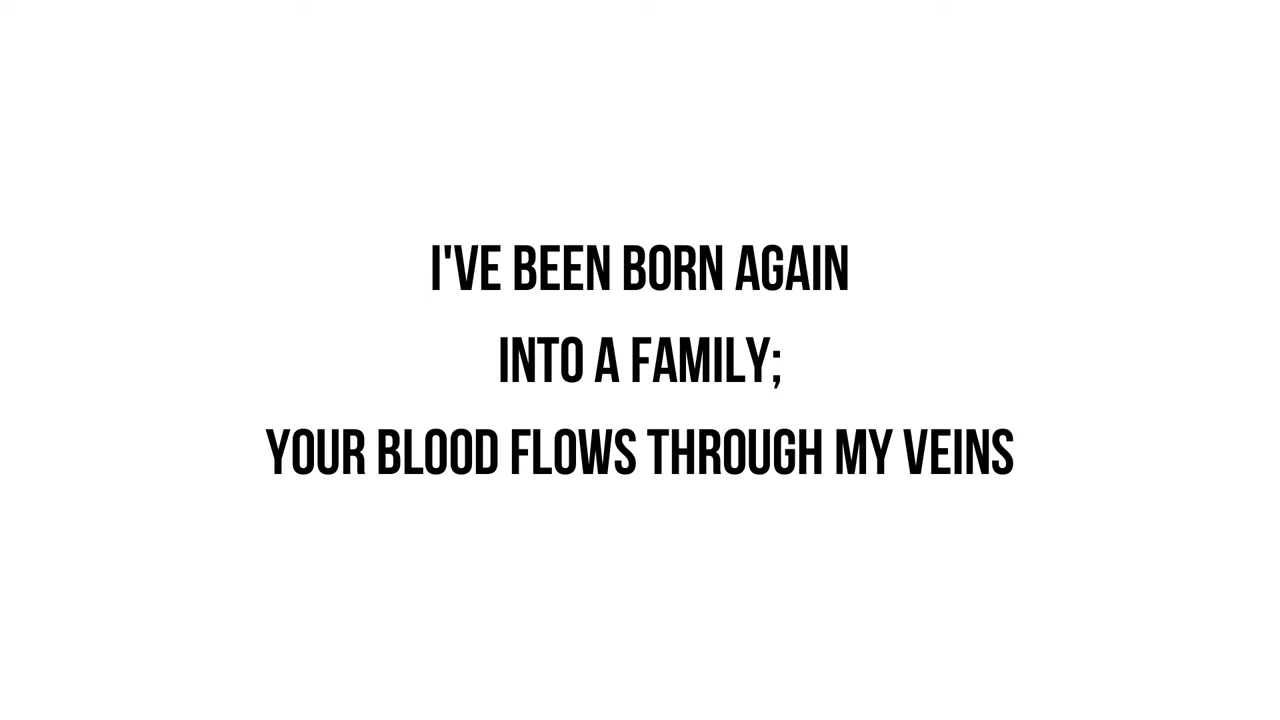 I'VE BEEN BORN AGAIN
INTO A FAMILY;
YOUR BLOOD FLOWS THROUGH MY VEINS